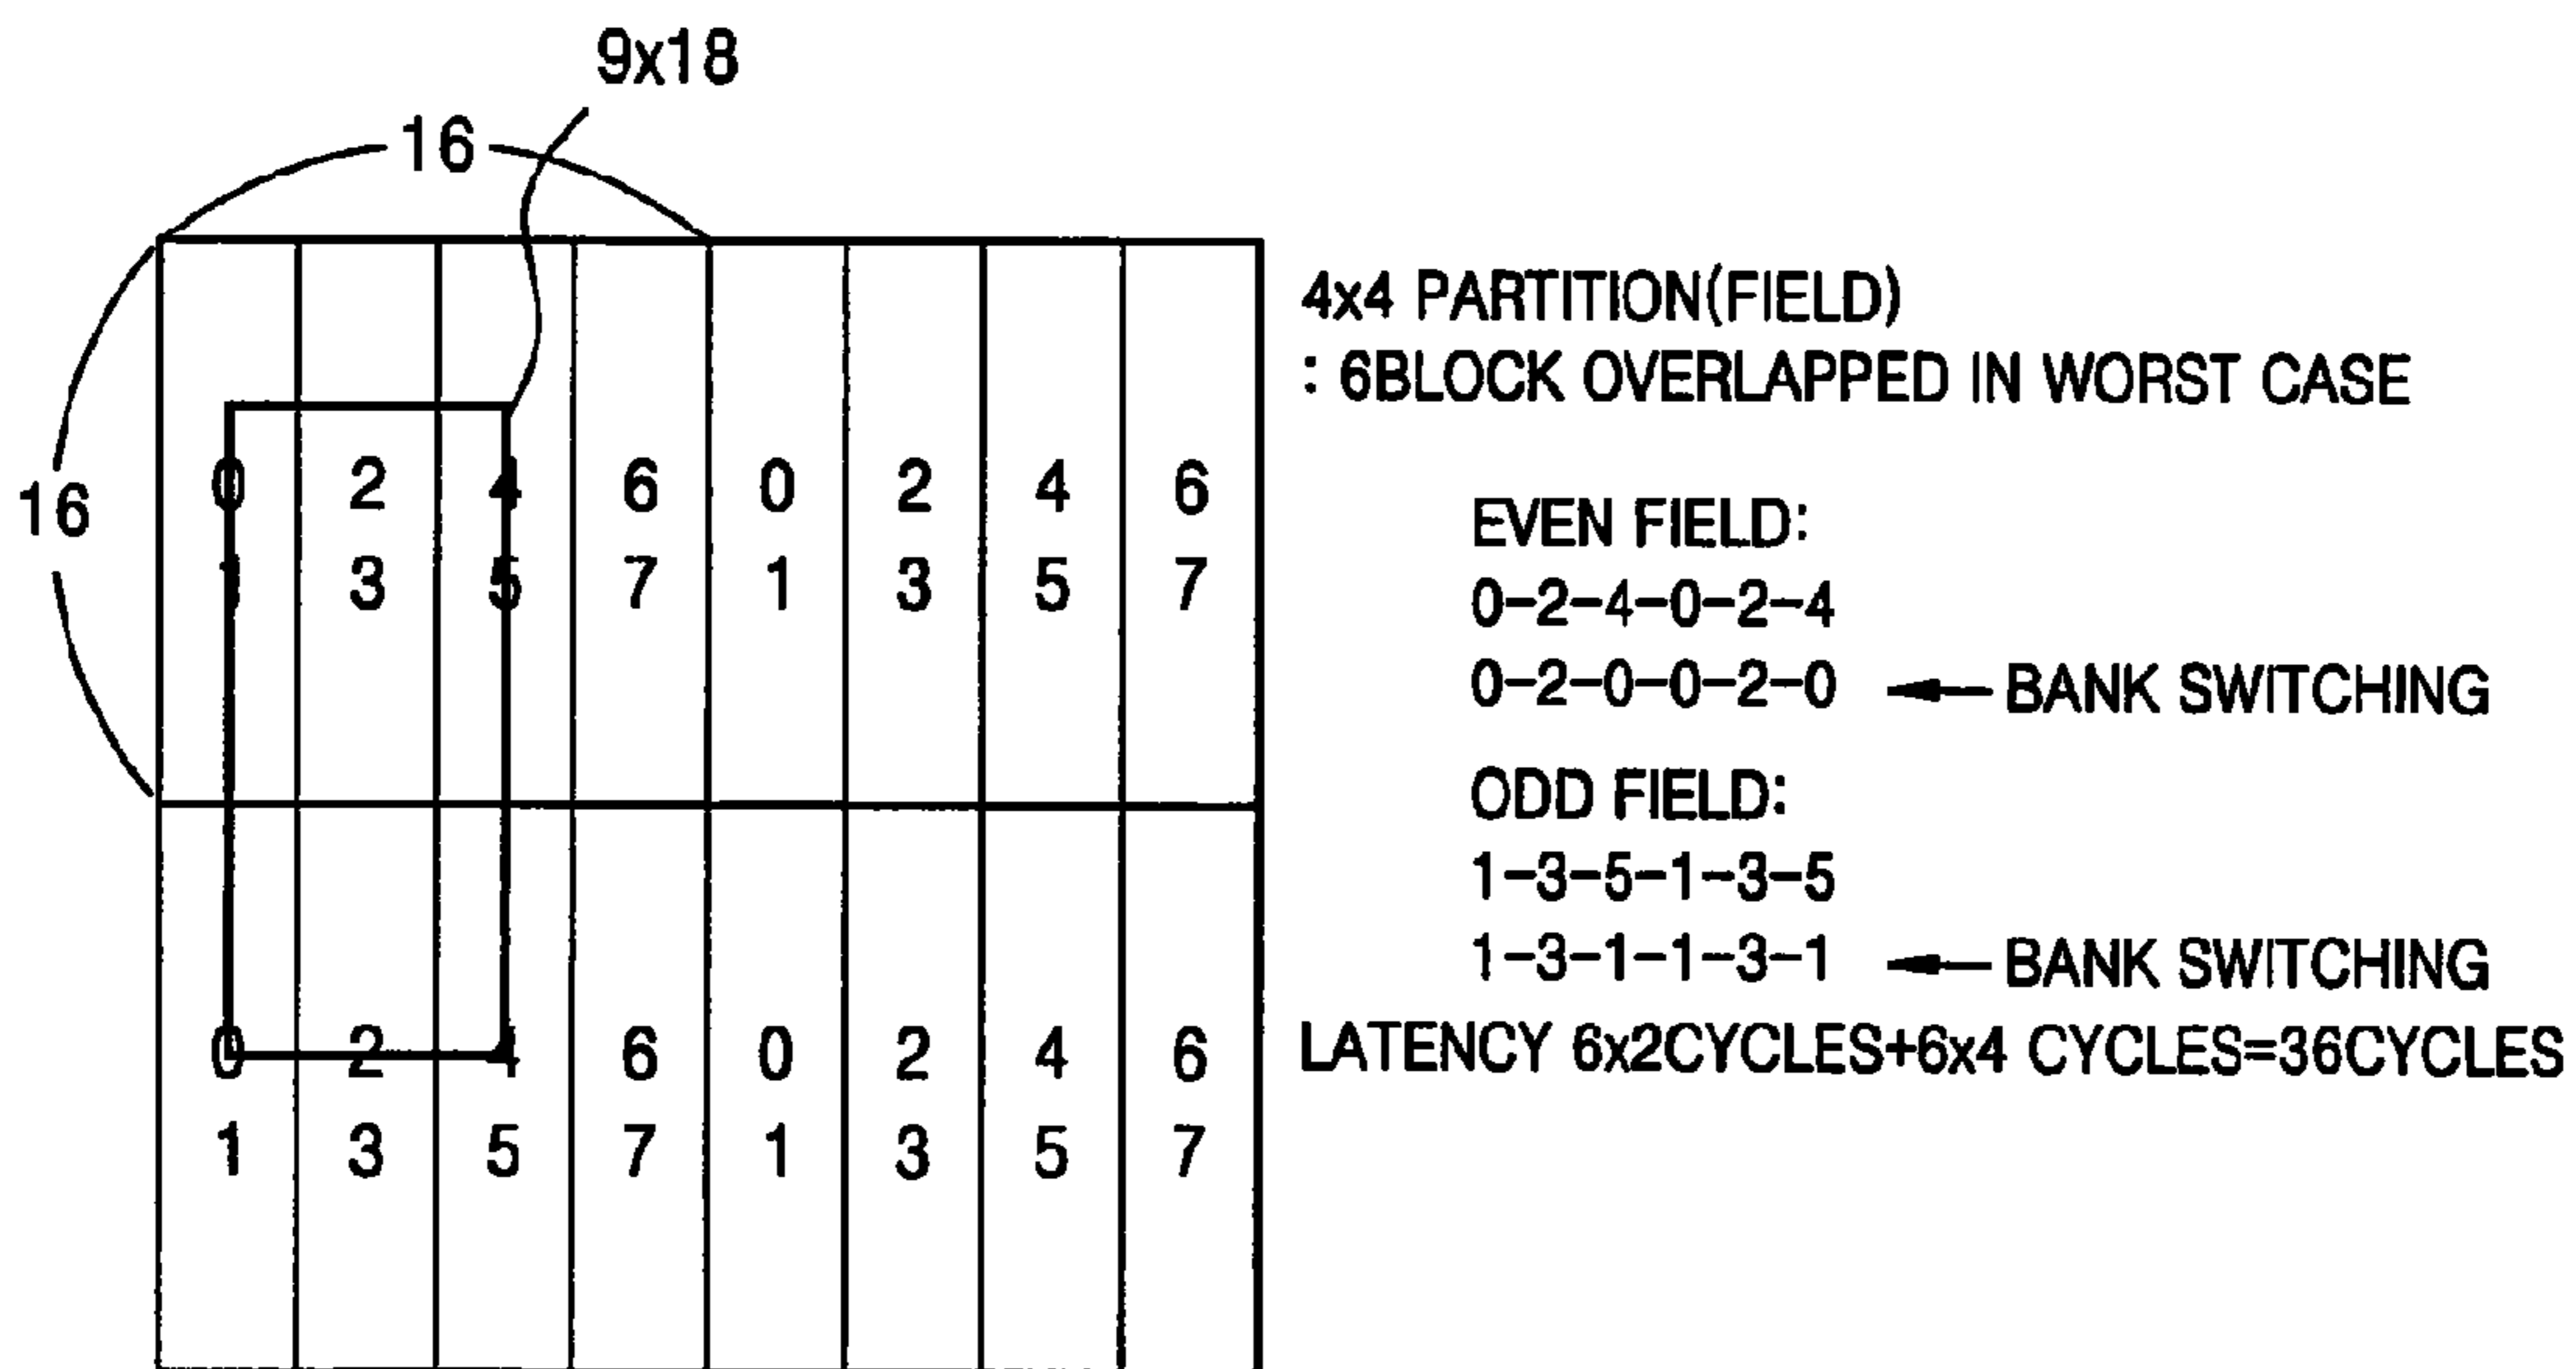 9x18
16
16
0 2 4 6 0 2 4 6
1 3 5 7 1 3 5 7
0 2 4 6 0 2 4 6
1 3 5 7 1 3 5 7
4x4 PARTITION(FIELD)
: 6BLOCK OVERLAPPED IN WORST CASE
EVEN FIELD:
0-2-4-0-2-4
0-2-0-0-2-0 BANK SWITCHING
ODD FIELD:
1-3-5-1-3-5
1-3-1-1-3-1 BANK SWITCHING
LATENCY 6x2CYCLES+6x4 CYCLES=36CYCLES